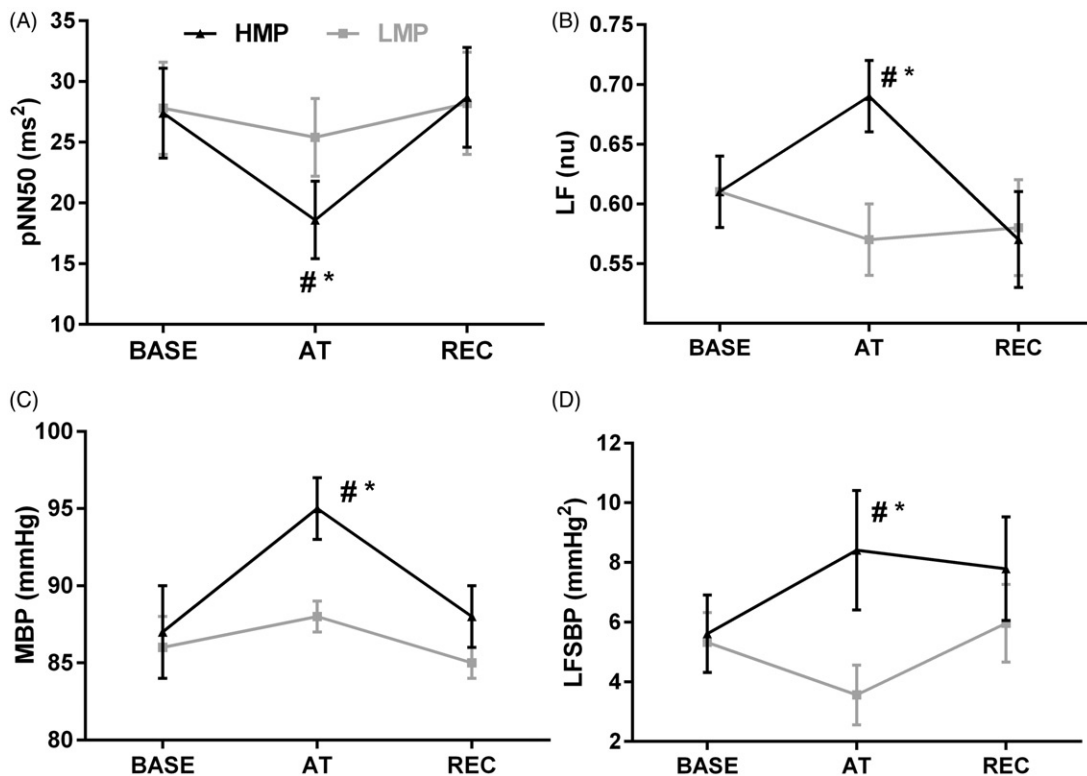 (A)
HMP LMP
pNN50 (ms²)
35
30
25
20
15
10
BASE AT REC
# *
(B)
LF (nu)
0.70
0.65
0.60
0.55
BASE AT REC
# *
(C)
MBP (mmHg)
100
95
90
85
80
BASE AT REC
# *
(D)
LFSBP (mmHg²)
12
10
8
6
4
2
BASE AT REC
# *